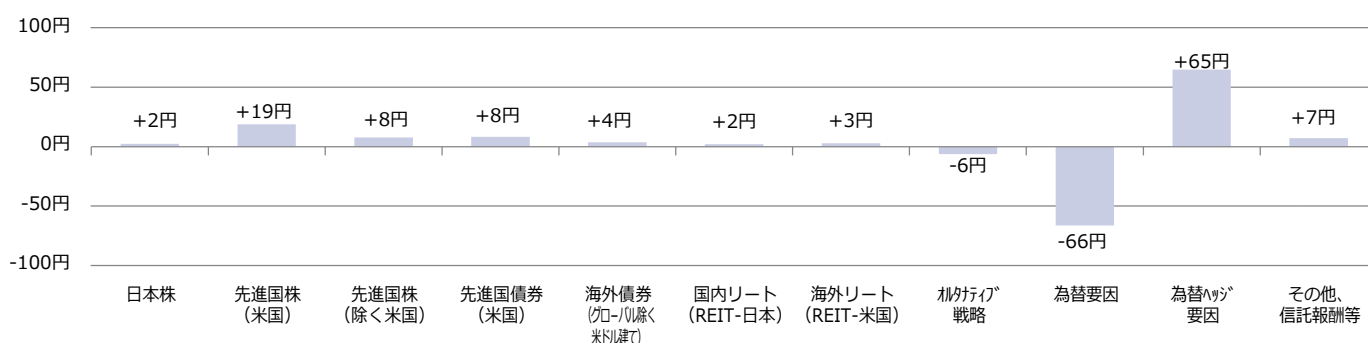 100円
50円
0円
-50円
-100円
+2円
+19円
+8円
+8円
+4円
+2円
+3円
-6円
-66円
+65円
+7円
日本株
先進国株
（米国）
先進国株
（除く米国）
先進国債券
（米国）
海外債券
（グローバル除く
米ドル建て）
国内リート
（REIT-日本）
海外リート
（REIT-米国）
ｵﾙﾀﾅﾃｨﾌﾞ
戦略
為替要因
為替ﾍｯｼﾞ
要因
その他、
信託報酬等